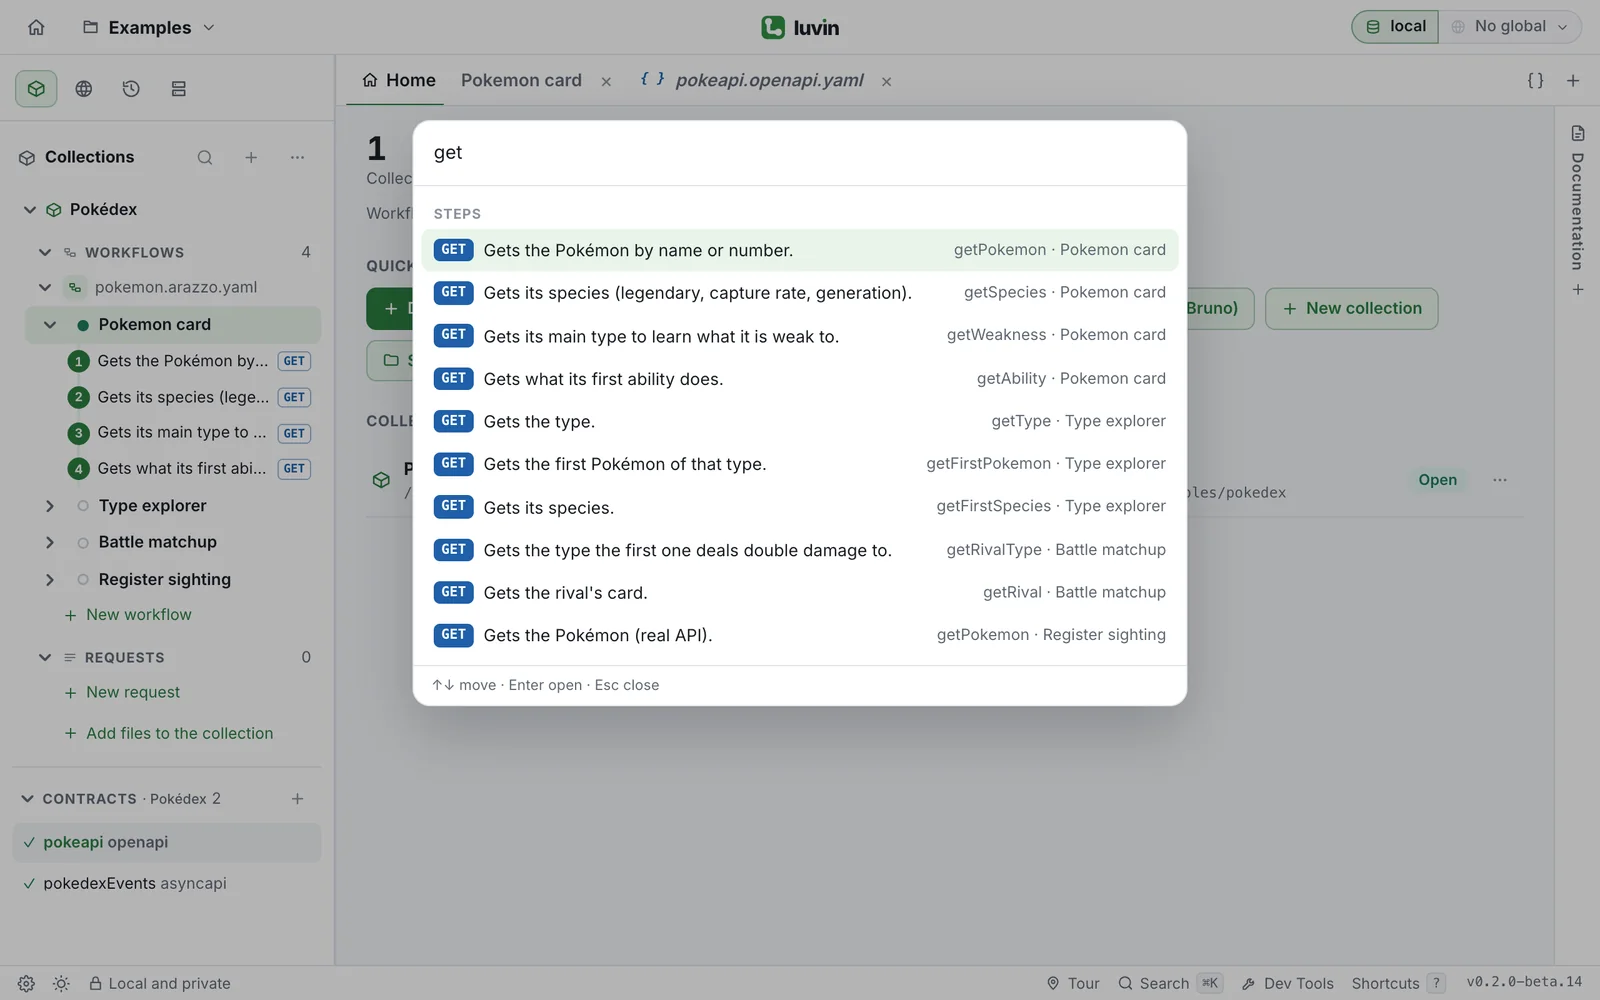 Examples
luvin
local
No global
Home
Pokemon card
{ } pokeapi.openapi.yaml
{}
Collections
Pokédex
WORKFLOWS 4
pokemon.arazzo.yaml
Pokemon card
1 Gets the Pokémon by... GET
2 Gets its species (lege... GET
3 Gets its main type to ... GET
4 Gets what its first abi... GET
Type explorer
Battle matchup
Register sighting
+ New workflow
REQUESTS 0
+ New request
+ Add files to the collection
CONTRACTS · Pokédex 2
pokeapi openapi
pokedexEvents asyncapi
1
get
STEPS
GET Gets the Pokémon by name or number. getPokemon · Pokemon card
GET Gets its species (legendary, capture rate, generation). getSpecies · Pokemon card
GET Gets its main type to learn what it is weak to. getWeakness · Pokemon card
GET Gets what its first ability does. getAbility · Pokemon card
GET Gets the type. getType · Type explorer
GET Gets the first Pokémon of that type. getFirstPokemon · Type explorer
GET Gets its species. getFirstSpecies · Type explorer
GET Gets the type the first one deals double damage to. getRivalType · Battle matchup
GET Gets the rival's card. getRival · Battle matchup
GET Gets the Pokémon (real API). getPokemon · Register sighting
↑↓ move · Enter open · Esc close
Bruno)
+ New collection
Open
les/pokedex
Documentation
Local and private
Tour
Search ⌘K
Dev Tools
Shortcuts ?
v0.2.0-beta.14